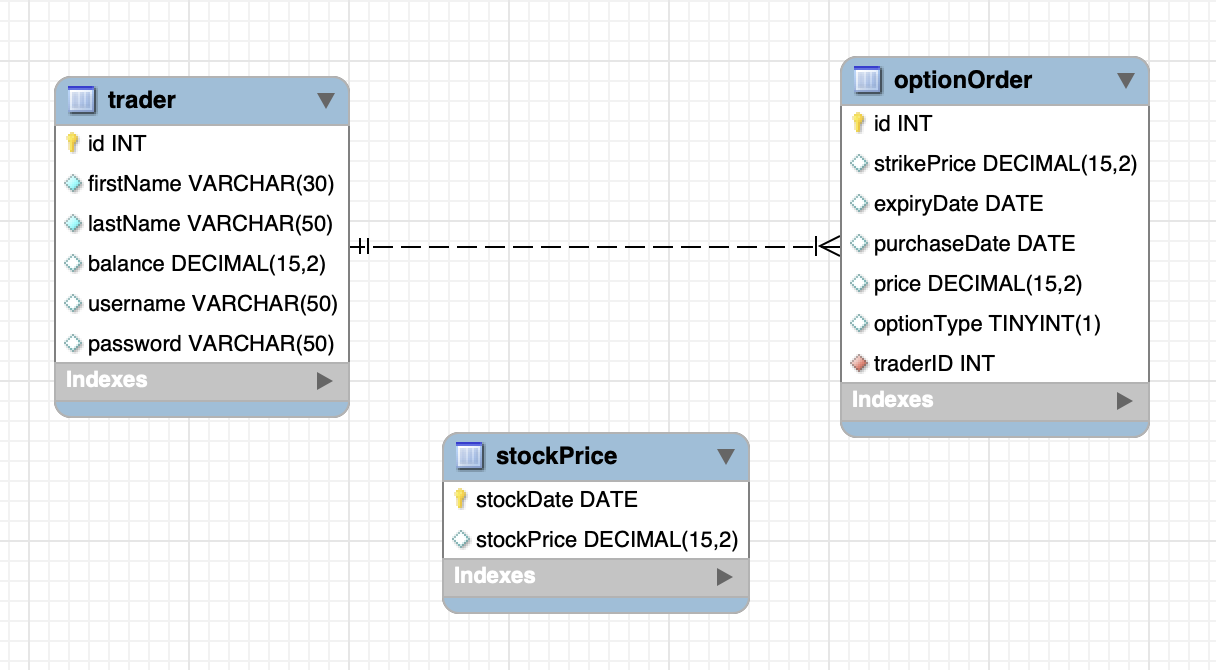 trader
id INT
firstName VARCHAR(30)
lastName VARCHAR(50)
balance DECIMAL(15,2)
username VARCHAR(50)
password VARCHAR(50)
Indexes
optionOrder
id INT
strikePrice DECIMAL(15,2)
expiryDate DATE
purchaseDate DATE
price DECIMAL(15,2)
optionType TINYINT(1)
traderID INT
Indexes
stockPrice
stockDate DATE
stockPrice DECIMAL(15,2)
Indexes